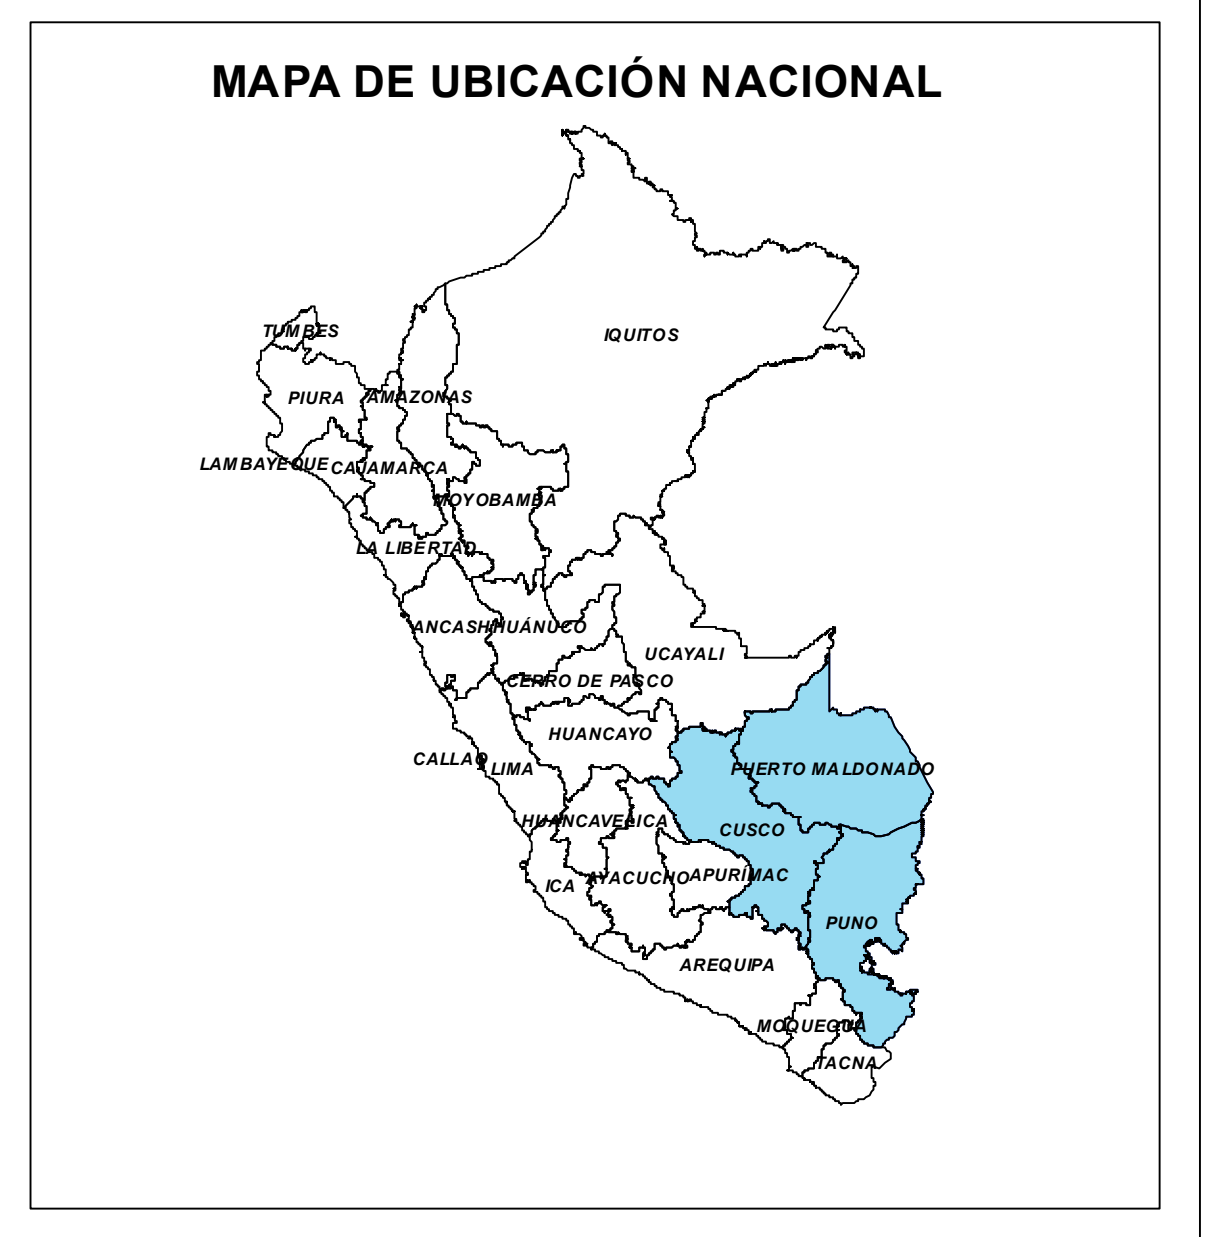 MAPA DE UBICACIÓN NACIONAL
TUMBES
IQUITOS
PIURA
AMAZONAS
LAMBAYEQUE
CAJAMARCA
MOYOBAMBA
LA LIBERTAD
ANCASH
HUÁNUCO
UCAYALI
CERRO DE PASCO
HUANCAYO
CALLAO
LIMA
PUERTO MALDONADO
HUANCAVELICA
CUSCO
ICA
AYACUCHO
APURÍMAC
PUNO
AREQUIPA
MOQUEGUA
TACNA